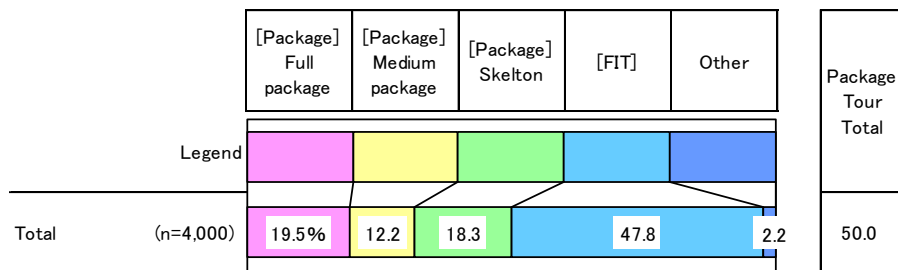 [Package]
Full
package
[Package]
Medium
package
[Package]
Skelton
[FIT]
Other
Package
Tour
Total
Legend
Total (n=4,000) 19.5% 12.2 18.3 47.8 2.2 50.0